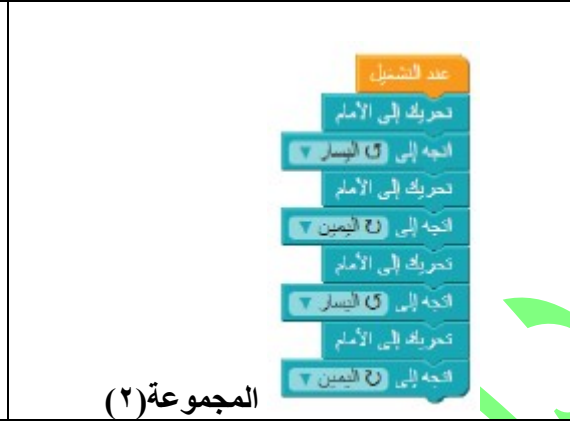 عند التشغيل
تحريك إلى الأمام
اتجه إلى ↺ اليسار ▼
تحريك إلى الأمام
اتجه إلى ↻ اليمين ▼
تحريك إلى الأمام
اتجه إلى ↺ اليسار ▼
تحريك إلى الأمام
اتجه إلى ↻ اليمين ▼
المجموعة(٢)